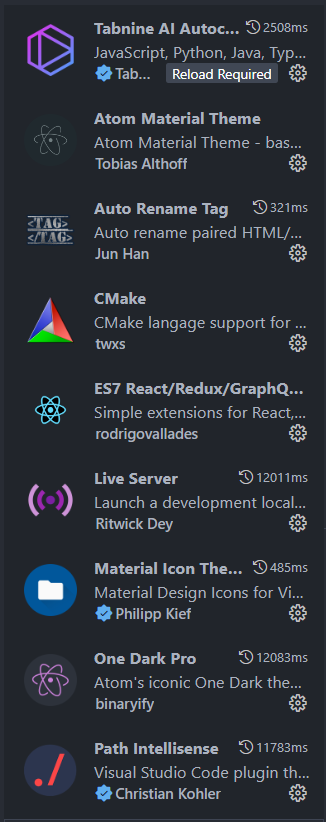 Tabnine AI Autoc... 2508ms
JavaScript, Python, Java, Typ...
Tab... Reload Required
Atom Material Theme
Atom Material Theme - bas...
Tobias Althoff
<TAG>
</TAG>
Auto Rename Tag 321ms
Auto rename paired HTML/...
Jun Han
CMake
CMake langage support for ...
twxs
ES7 React/Redux/GraphQ...
Simple extensions for React,...
rodrigovallades
Live Server 12011ms
Launch a development local...
Ritwick Dey
Material Icon The... 485ms
Material Design Icons for Vi...
Philipp Kief
One Dark Pro 12083ms
Atom's iconic One Dark the...
binaryify
./
Path Intellisense 11783ms
Visual Studio Code plugin th...
Christian Kohler